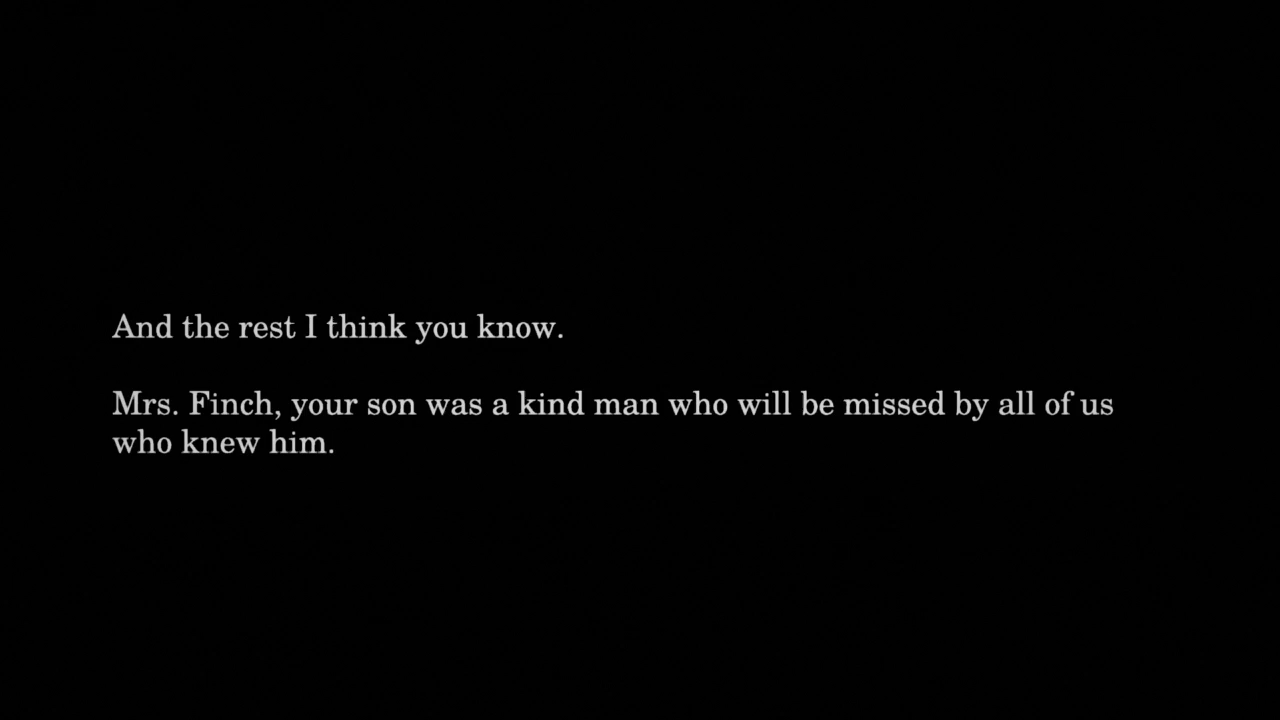 And the rest I think you know.
Mrs. Finch, your son was a kind man who will be missed by all of us
who knew him.